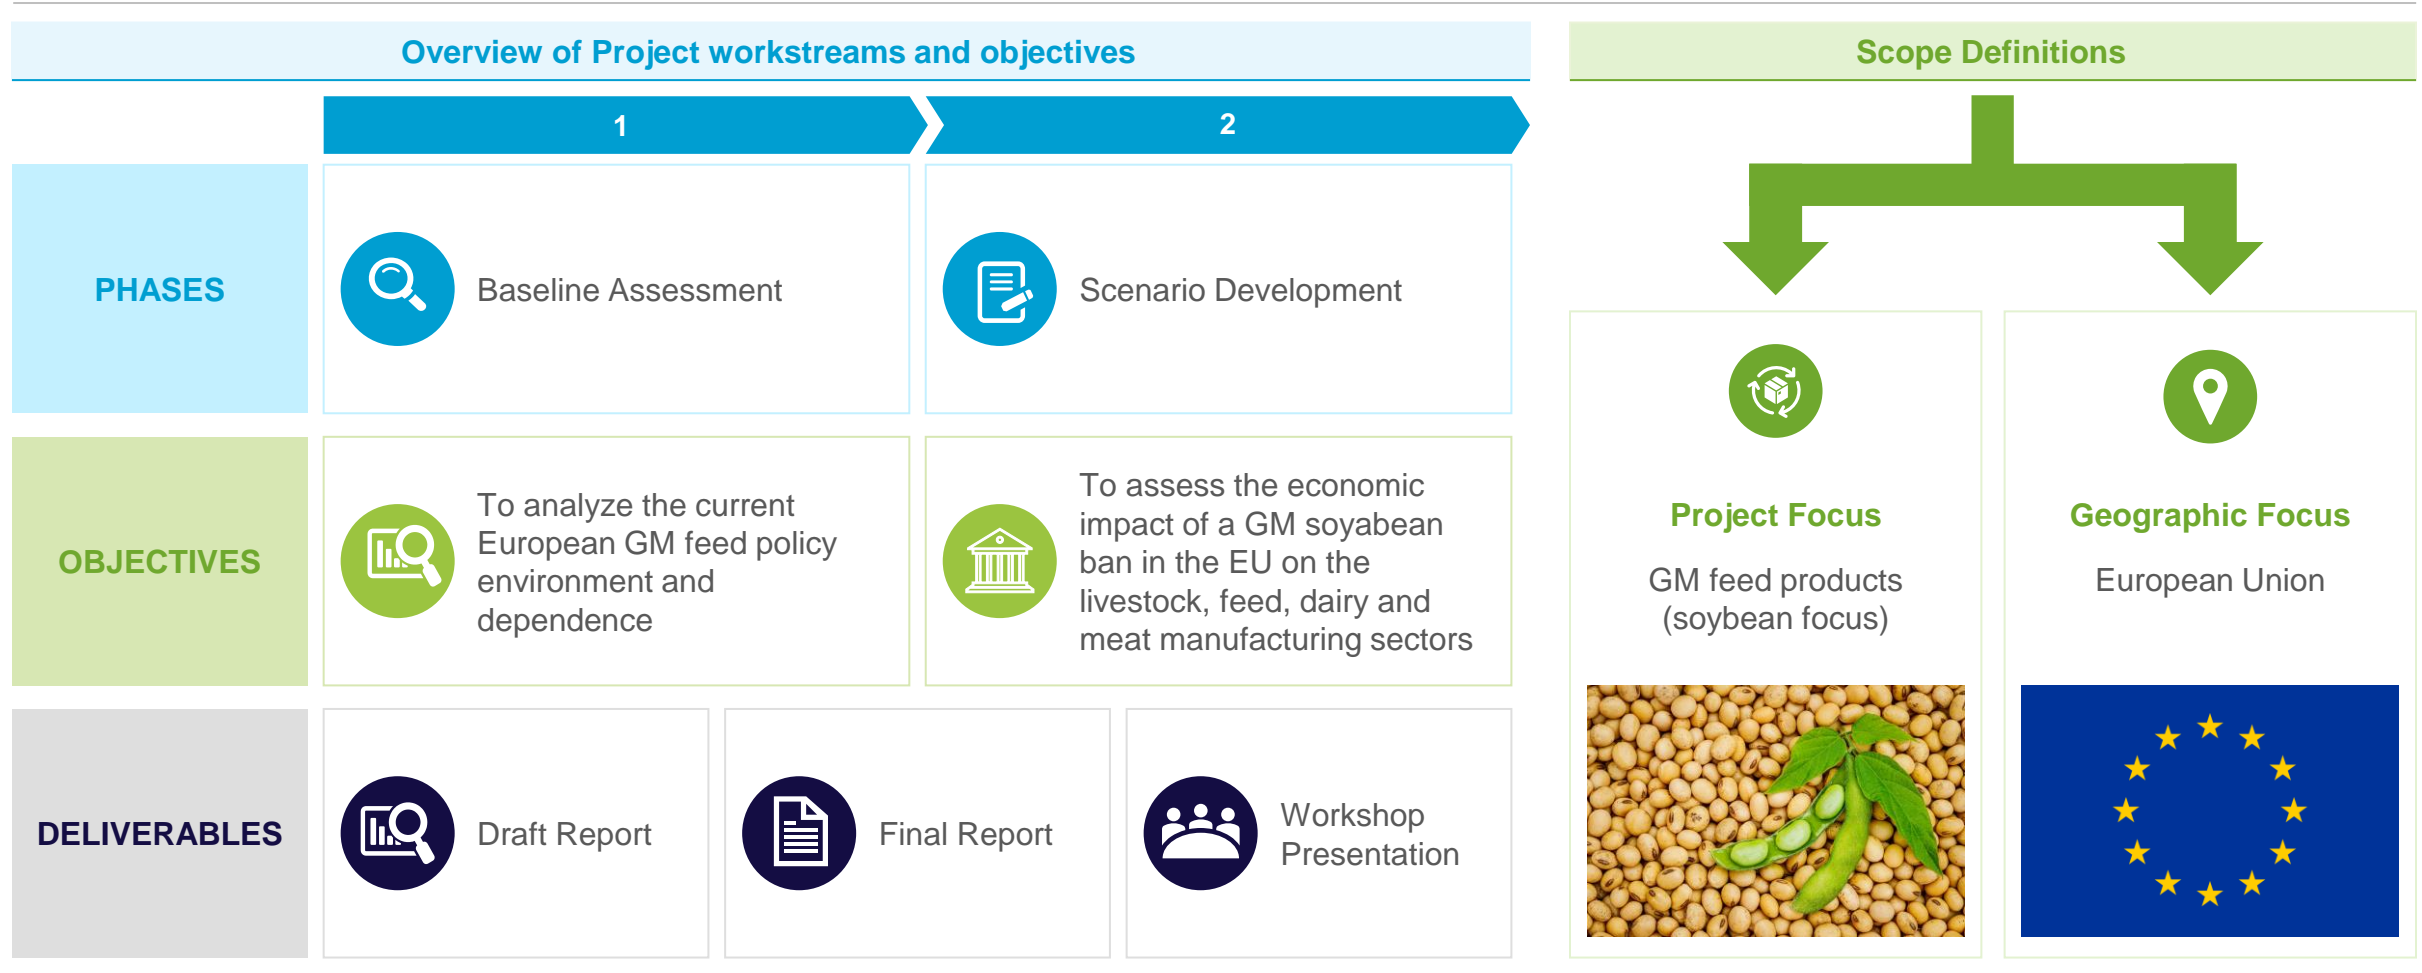 Overview of Project workstreams and objectives
1
2
PHASES
Baseline Assessment
Scenario Development
OBJECTIVES
To analyze the current
European GM feed policy
environment and
dependence
To assess the economic
impact of a GM soyabean
ban in the EU on the
livestock, feed, dairy and
meat manufacturing sectors
DELIVERABLES
Draft Report
Final Report
Workshop
Presentation
Scope Definitions
Project Focus
GM feed products
(soybean focus)
Geographic Focus
European Union